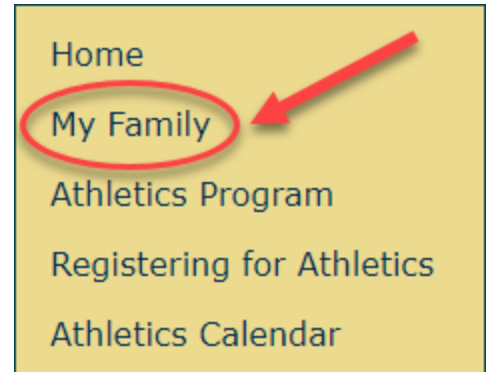 Home
My Family
Athletics Program
Registering for Athletics
Athletics Calendar